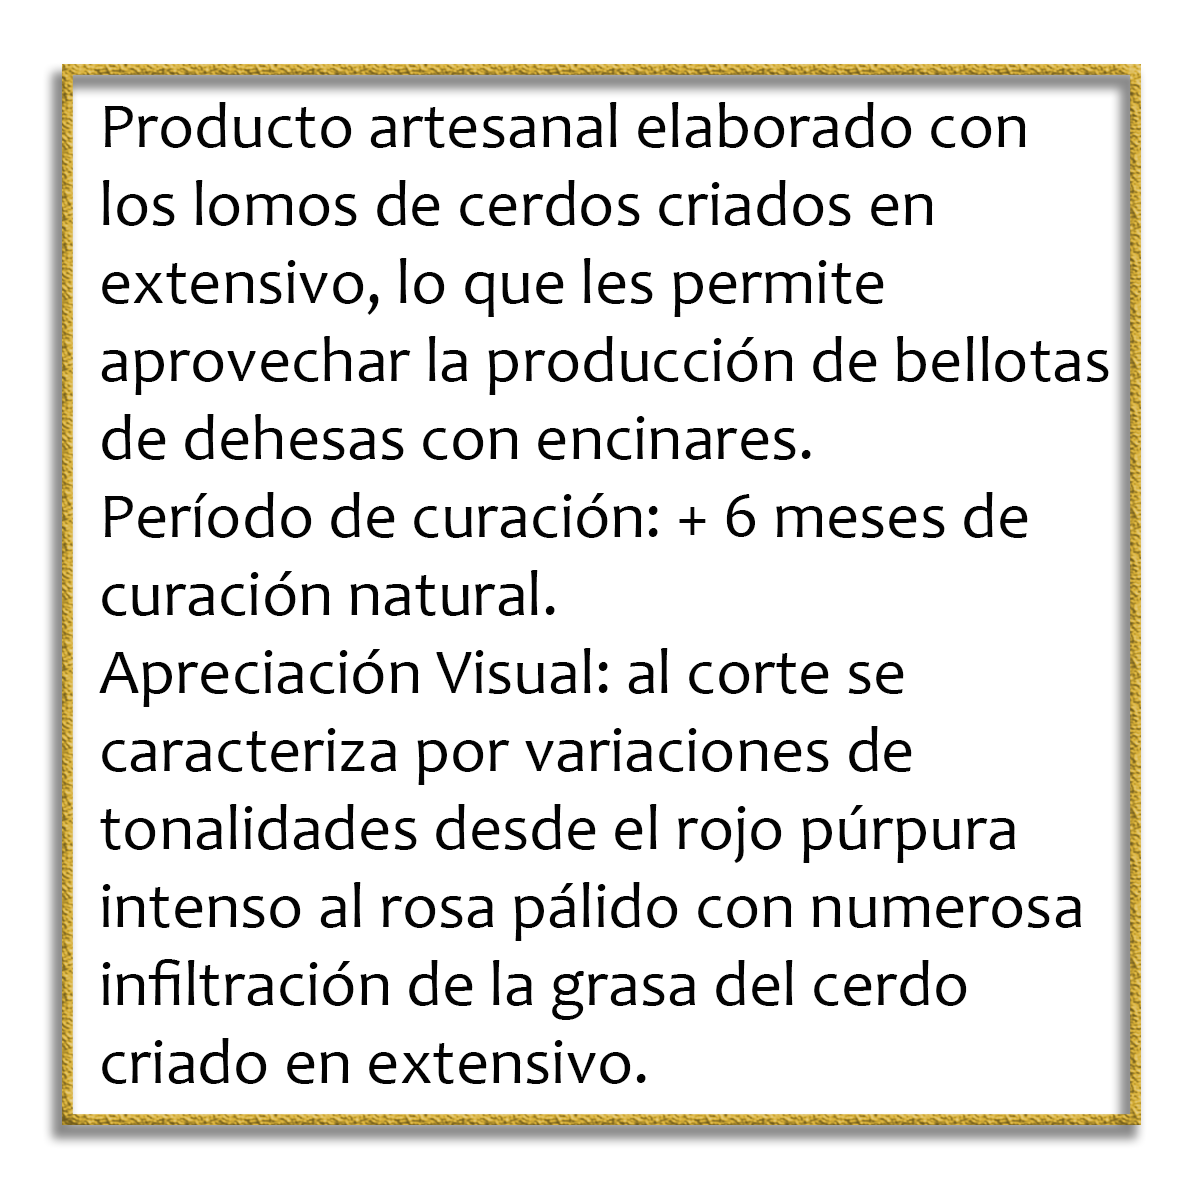 Producto artesanal elaborado con
los lomos de cerdos criados en
extensivo, lo que les permite
aprovechar la producción de bellotas
de dehesas con encinares.
Período de curación: + 6 meses de
curación natural.
Apreciación Visual: al corte se
caracteriza por variaciones de
tonalidades desde el rojo púrpura
intenso al rosa pálido con numerosa
infiltración de la grasa del cerdo
criado en extensivo.